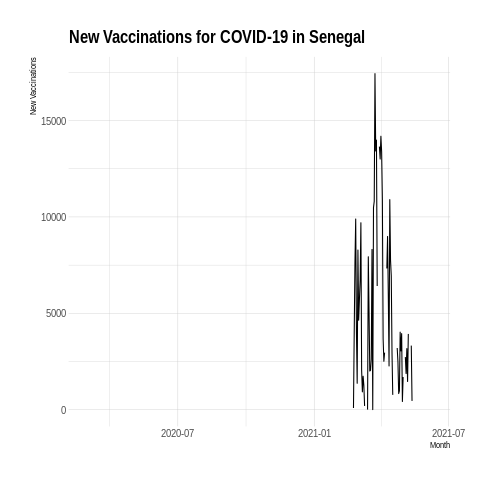 New Vaccinations for COVID-19 in Senegal
New Vaccinations
15000
10000
5000
0
2020-07
2021-01
2021-07
Month